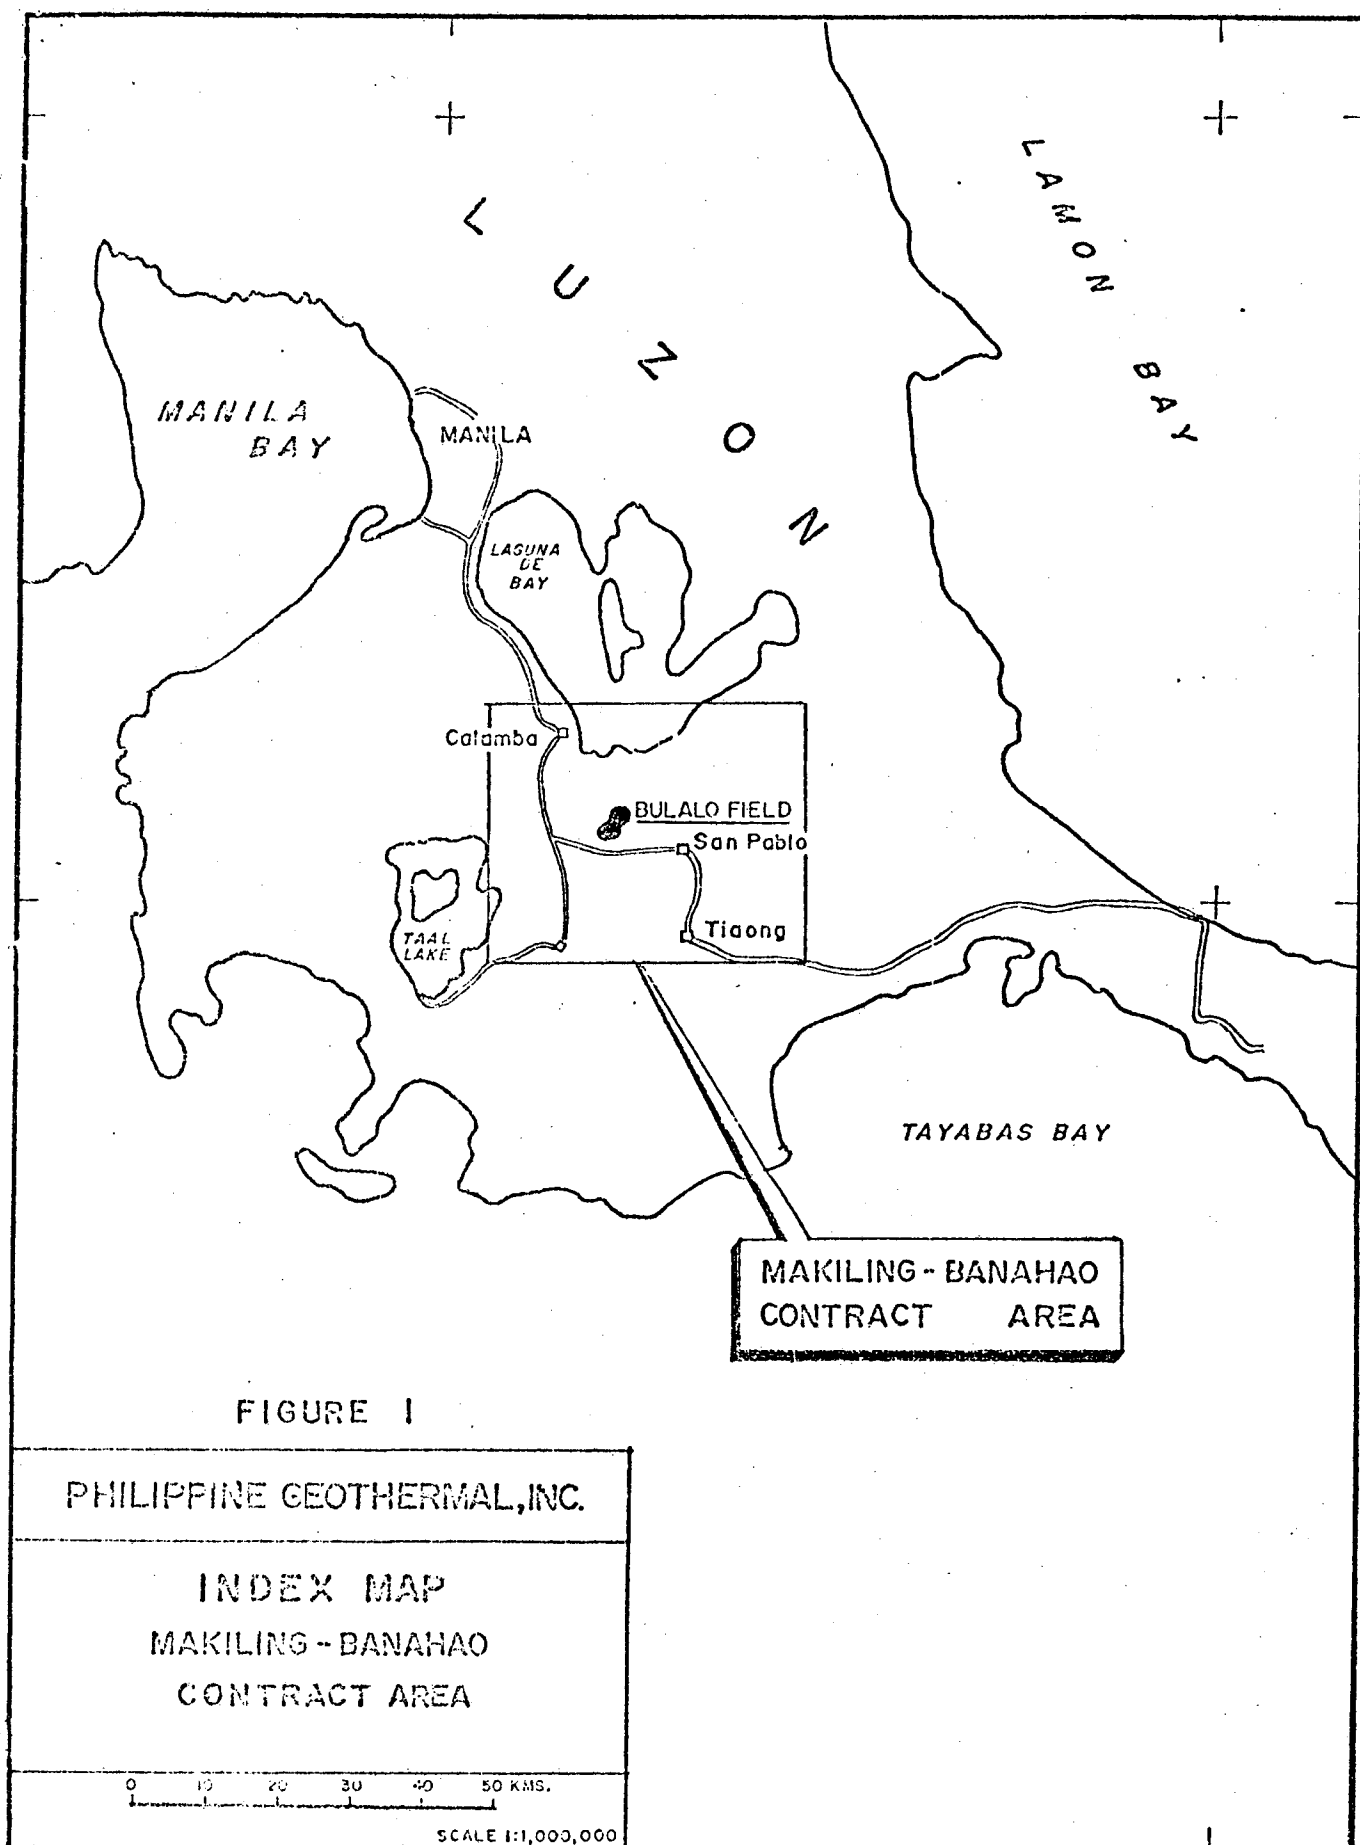 LUZON
LAMON BAY
MANILA
BAY
MANILA
LAGUNA
DE
BAY
Calamba
BULALO FIELD
San Pablo
TAAL
LAKE
Tiaong
TAYABAS BAY
MAKILING-BANAHAO
CONTRACT AREA
FIGURE 1
PHILIPPINE GEOTHERMAL, INC.
INDEX MAP
MAKILING-BANAHAO
CONTRACT AREA
0 10 20 30 40 50 KMS.
SCALE 1:1,000,000